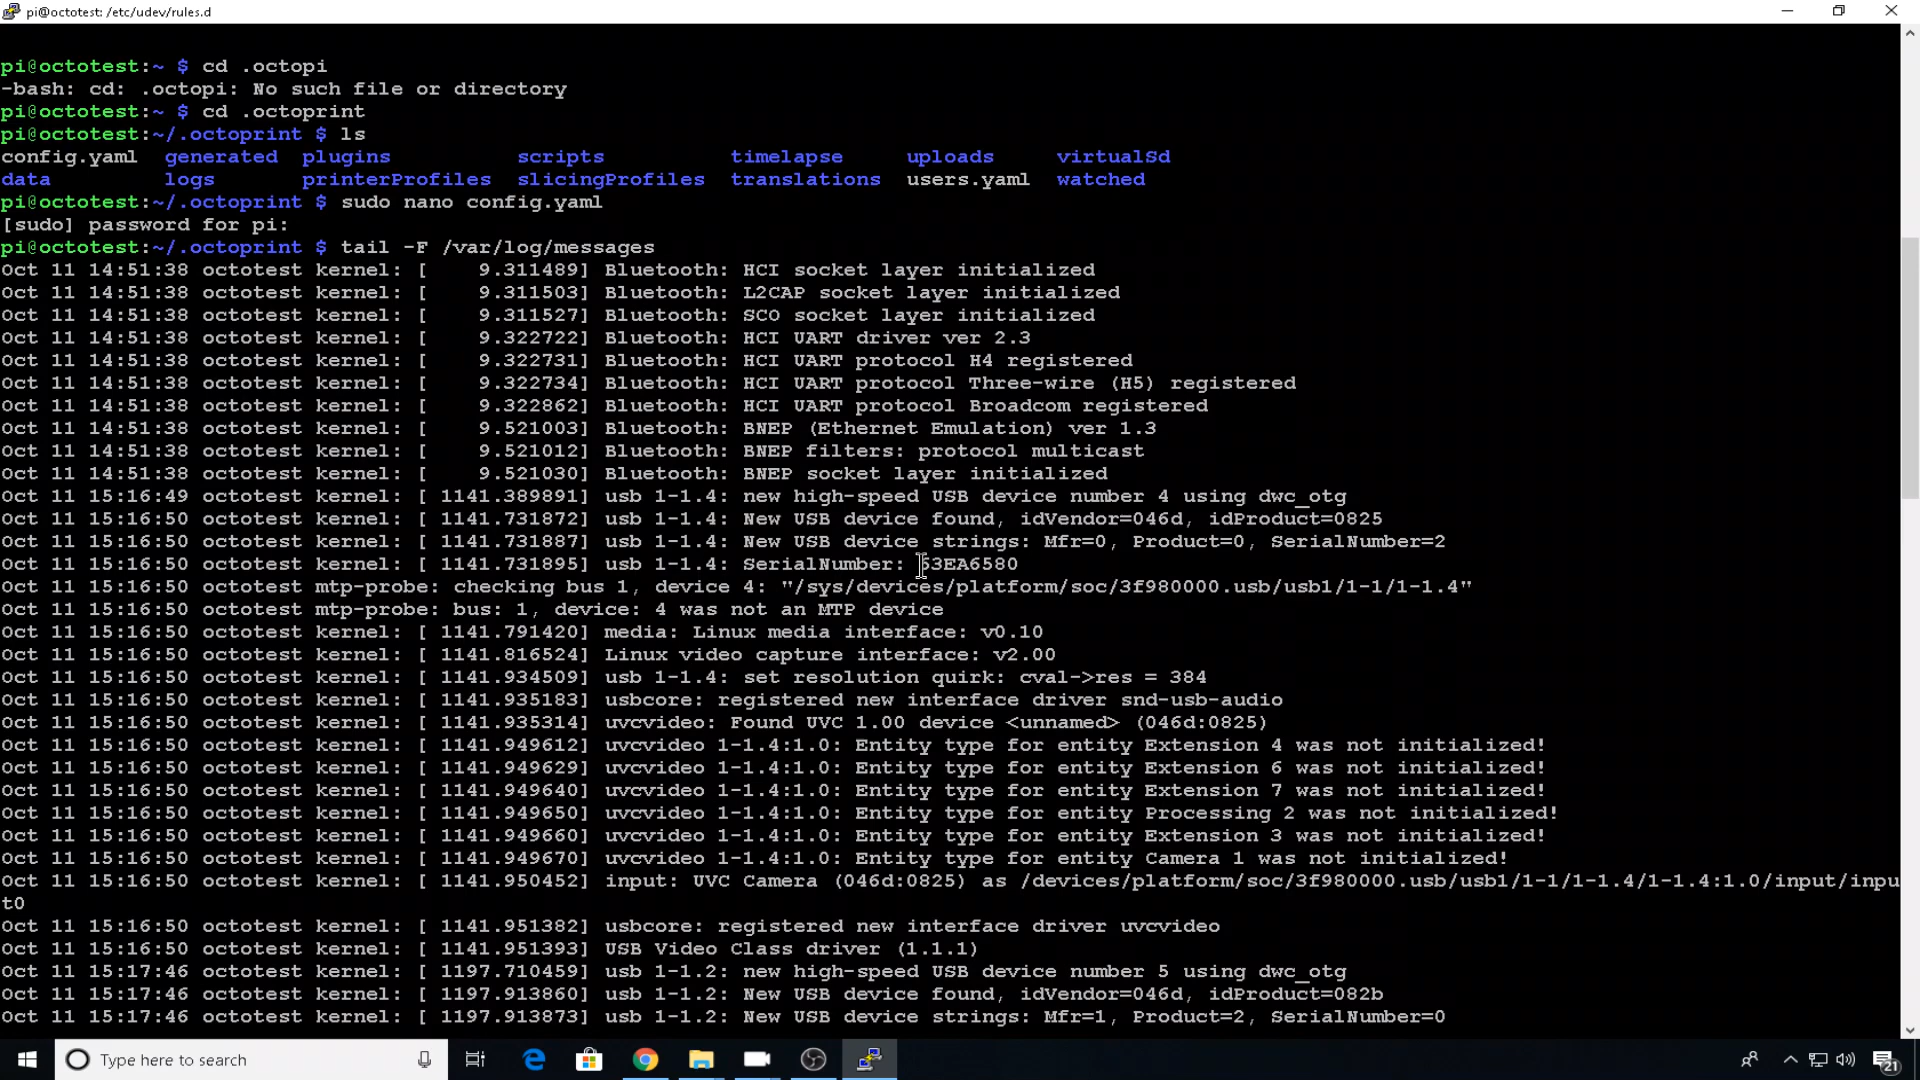 pi@octotest: /etc/udev/rules.d
pi@octotest:~ $ cd .octopi
-bash: cd: .octopi: No such file or directory
pi@octotest:~ $ cd .octoprint
pi@octotest:~/.octoprint $ ls
config.yaml generated plugins scripts timelapse uploads virtualSd
data logs printerProfiles slicingProfiles translations users.yaml watched
pi@octotest:~/.octoprint $ sudo nano config.yaml
[sudo] password for pi:
pi@octotest:~/.octoprint $ tail -F /var/log/messages
Oct 11 14:51:38 octotest kernel: [ 9.311489] Bluetooth: HCI socket layer initialized
Oct 11 14:51:38 octotest kernel: [ 9.311503] Bluetooth: L2CAP socket layer initialized
Oct 11 14:51:38 octotest kernel: [ 9.311527] Bluetooth: SCO socket layer initialized
Oct 11 14:51:38 octotest kernel: [ 9.322722] Bluetooth: HCI UART driver ver 2.3
Oct 11 14:51:38 octotest kernel: [ 9.322731] Bluetooth: HCI UART protocol H4 registered
Oct 11 14:51:38 octotest kernel: [ 9.322734] Bluetooth: HCI UART protocol Three-wire (H5) registered
Oct 11 14:51:38 octotest kernel: [ 9.322862] Bluetooth: HCI UART protocol Broadcom registered
Oct 11 14:51:38 octotest kernel: [ 9.521003] Bluetooth: BNEP (Ethernet Emulation) ver 1.3
Oct 11 14:51:38 octotest kernel: [ 9.521012] Bluetooth: BNEP filters: protocol multicast
Oct 11 14:51:38 octotest kernel: [ 9.521030] Bluetooth: BNEP socket layer initialized
Oct 11 15:16:49 octotest kernel: [ 1141.389891] usb 1-1.4: new high-speed USB device number 4 using dwc_otg
Oct 11 15:16:50 octotest kernel: [ 1141.731872] usb 1-1.4: New USB device found, idVendor=046d, idProduct=0825
Oct 11 15:16:50 octotest kernel: [ 1141.731887] usb 1-1.4: New USB device strings: Mfr=0, Product=0, SerialNumber=2
Oct 11 15:16:50 octotest kernel: [ 1141.731895] usb 1-1.4: SerialNumber:
Oct 11 15:16:50 octotest mtp-probe: checking bus 1, device 4: "/sys/devices/platform/soc/3f980000.usb/usb1/1-1/1-1.4"
Oct 11 15:16:50 octotest mtp-probe: bus: 1, device: 4 was not an MTP device
Oct 11 15:16:50 octotest kernel: [ 1141.791420] media: Linux media interface: v0.10
Oct 11 15:16:50 octotest kernel: [ 1141.816524] Linux video capture interface: v2.00
Oct 11 15:16:50 octotest kernel: [ 1141.934509] usb 1-1.4: set resolution quirk: cval->res = 384
Oct 11 15:16:50 octotest kernel: [ 1141.935183] usbcore: registered new interface driver snd-usb-audio
Oct 11 15:16:50 octotest kernel: [ 1141.935314] uvcvideo: Found UVC 1.00 device <unnamed> (046d:0825)
Oct 11 15:16:50 octotest kernel: [ 1141.949612] uvcvideo 1-1.4:1.0: Entity type for entity Extension 4 was not initialized!
Oct 11 15:16:50 octotest kernel: [ 1141.949629] uvcvideo 1-1.4:1.0: Entity type for entity Extension 6 was not initialized!
Oct 11 15:16:50 octotest kernel: [ 1141.949640] uvcvideo 1-1.4:1.0: Entity type for entity Extension 7 was not initialized!
Oct 11 15:16:50 octotest kernel: [ 1141.949650] uvcvideo 1-1.4:1.0: Entity type for entity Processing 2 was not initialized!
Oct 11 15:16:50 octotest kernel: [ 1141.949660] uvcvideo 1-1.4:1.0: Entity type for entity Extension 3 was not initialized!
Oct 11 15:16:50 octotest kernel: [ 1141.949670] uvcvideo 1-1.4:1.0: Entity type for entity Camera 1 was not initialized!
Oct 11 15:16:50 octotest kernel: [ 1141.950452] input: UVC Camera (046d:0825) as /devices/platform/soc/3f980000.usb/usb1/1-1/1-1.4/1-1.4:1.0/input/inpu
t0
Oct 11 15:16:50 octotest kernel: [ 1141.951382] usbcore: registered new interface driver uvcvideo
Oct 11 15:16:50 octotest kernel: [ 1141.951393] USB Video Class driver (1.1.1)
Oct 11 15:17:46 octotest kernel: [ 1197.710459] usb 1-1.2: new high-speed USB device number 5 using dwc_otg
Oct 11 15:17:46 octotest kernel: [ 1197.913860] usb 1-1.2: New USB device found, idVendor=046d, idProduct=082b
Oct 11 15:17:46 octotest kernel: [ 1197.913873] usb 1-1.2: New USB device strings: Mfr=1, Product=2, SerialNumber=0
Type here to search
21